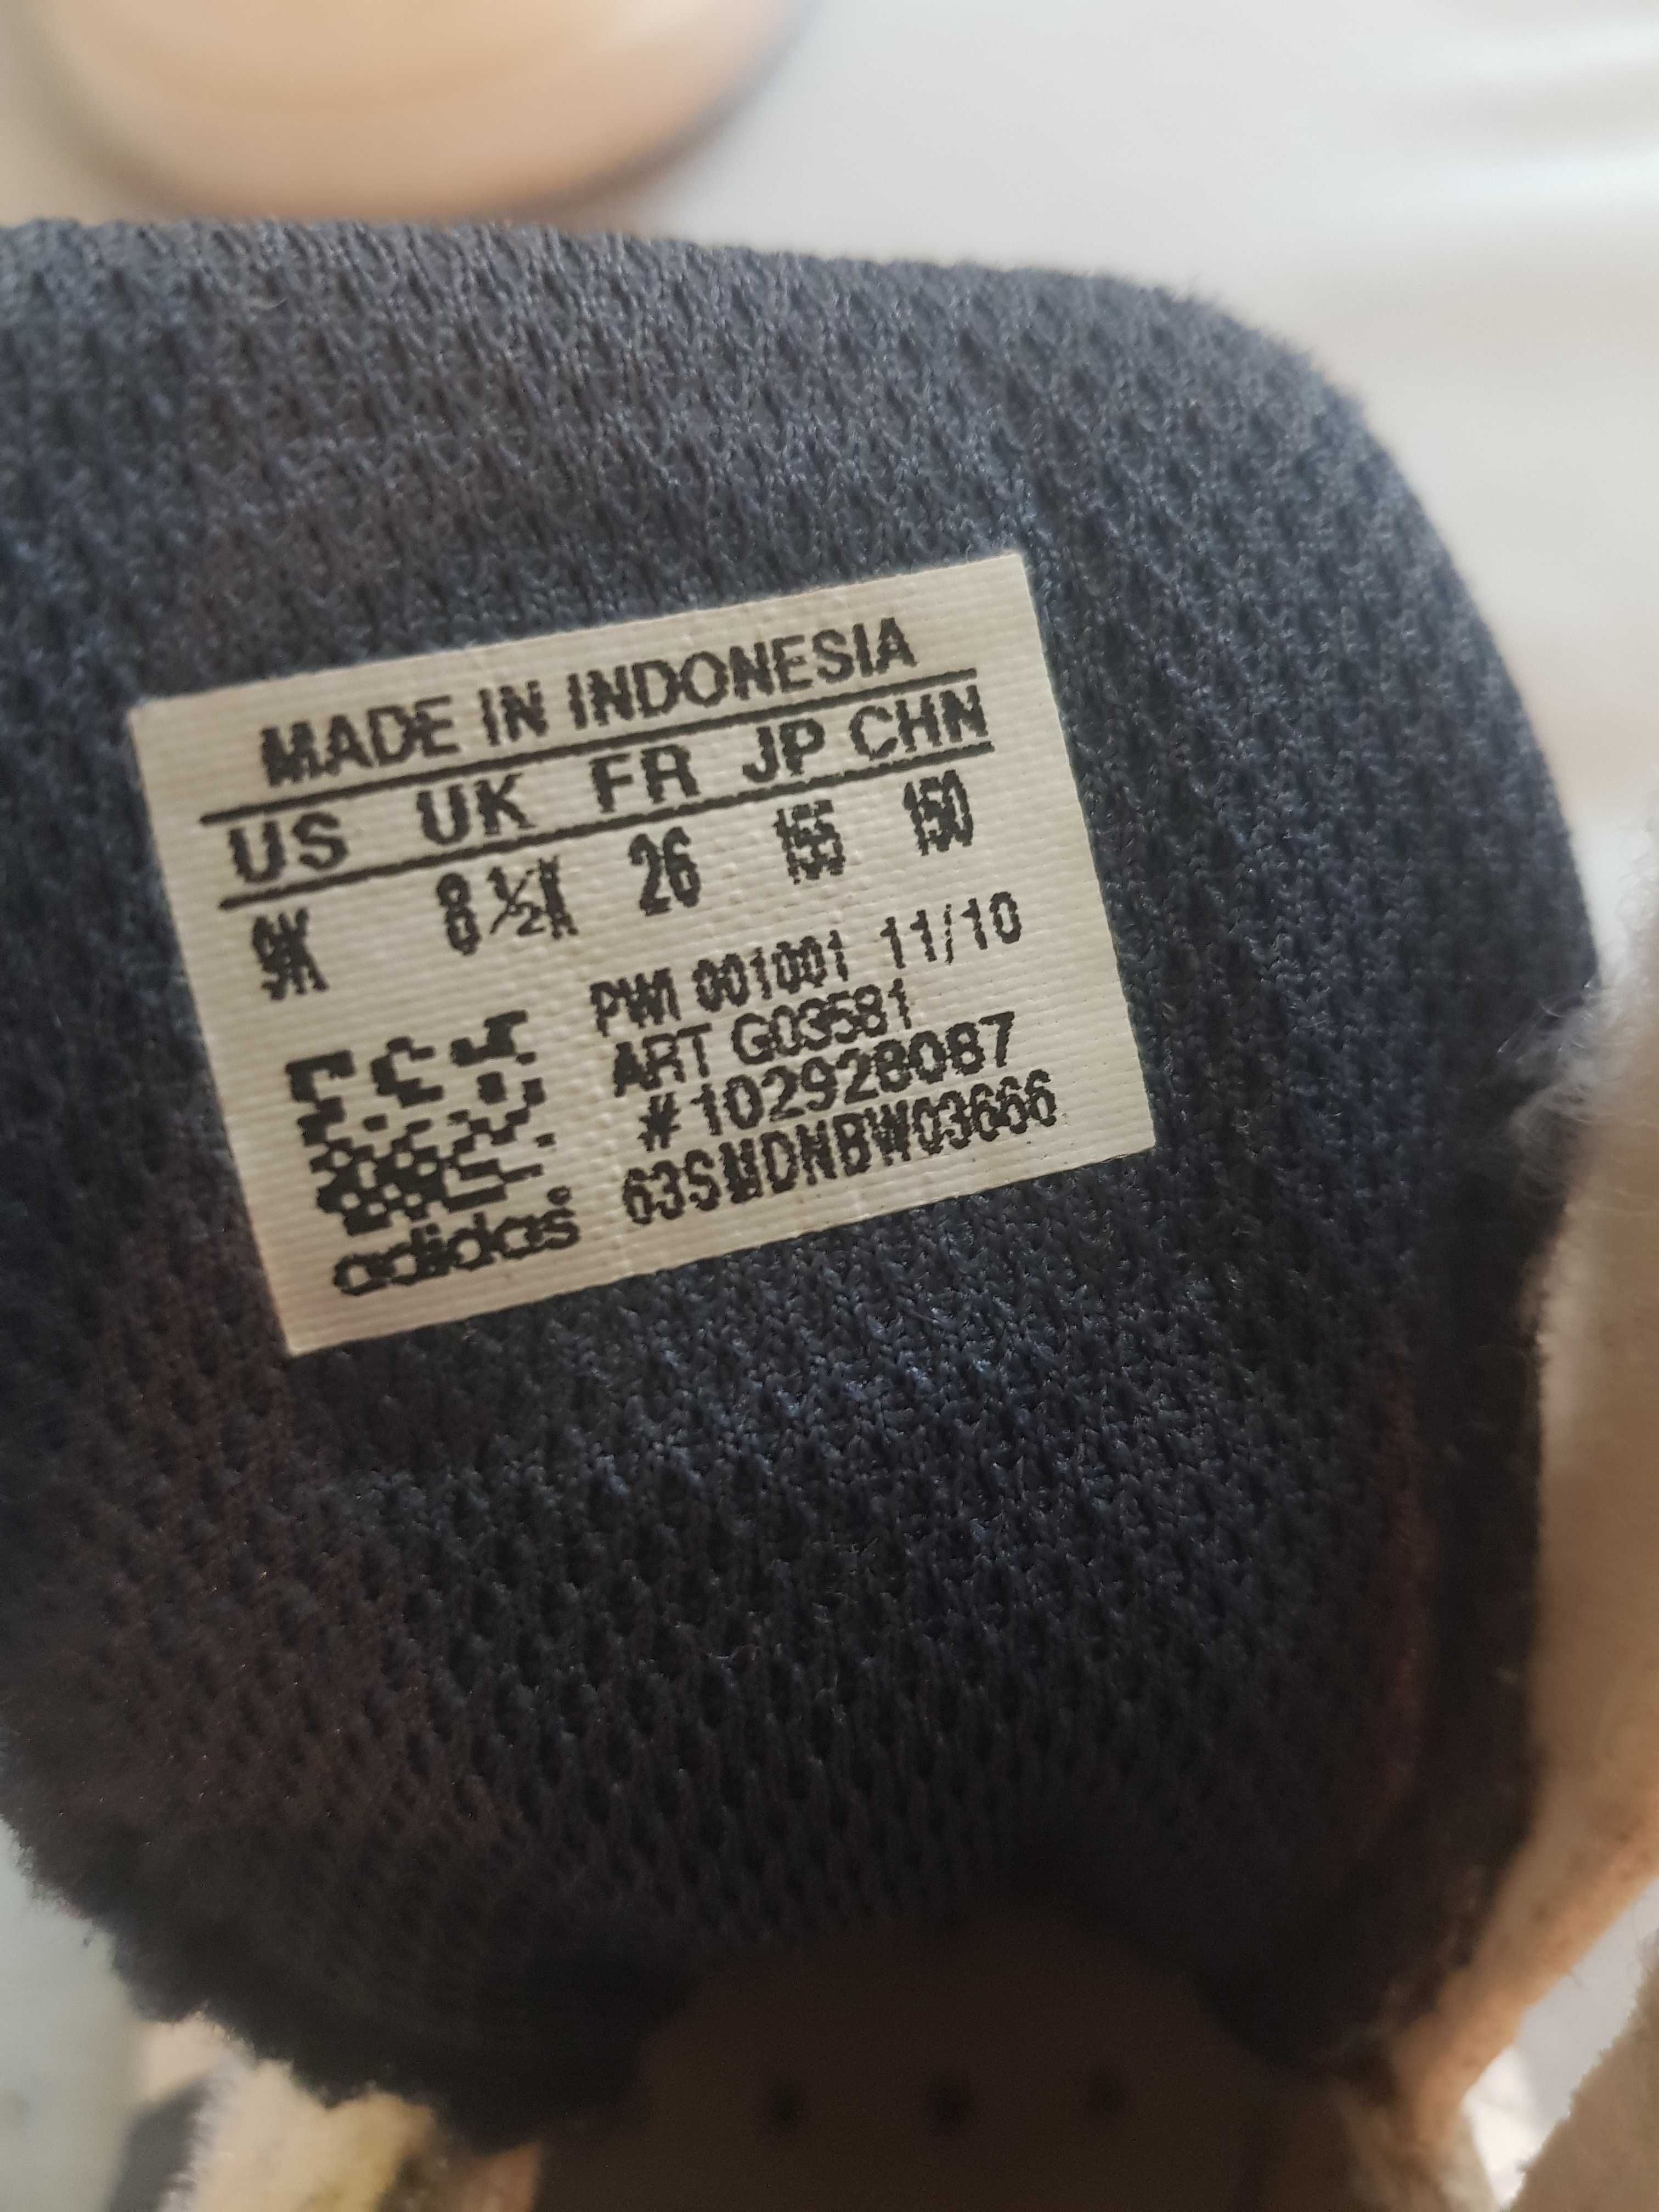 MADE IN INDONESIA
US UK FR JP CHN
9K 8½K 26 155 150
PWI 001001 11/10
ART G03581
#102928087
63SMDNBW03666
adidas